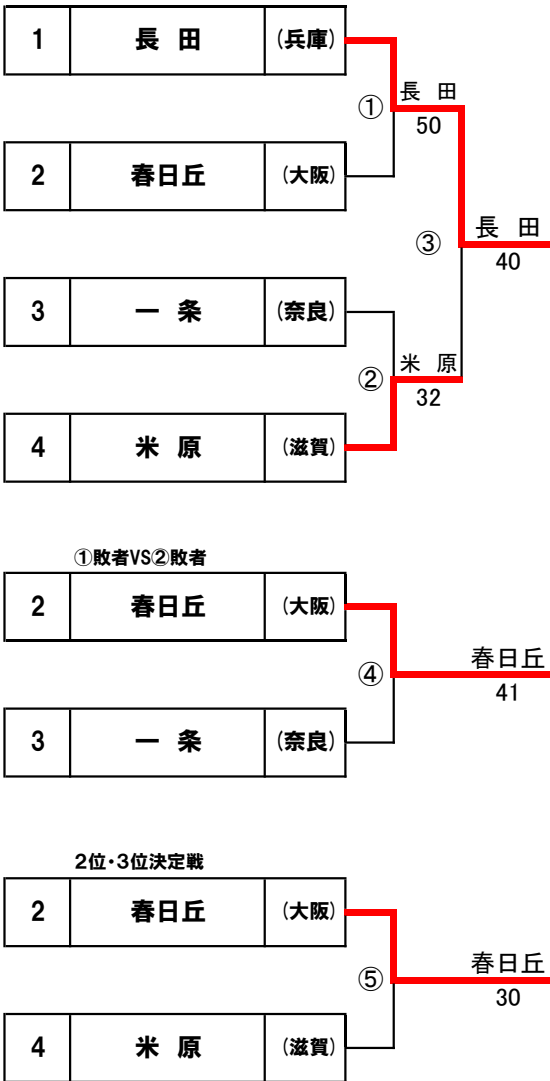 1 長 田 (兵庫)
① 長 田
50
2 春日丘 (大阪)
③ 長 田
40
3 一 条 (奈良)
② 米 原
32
4 米 原 (滋賀)
①敗者VS②敗者
2 春日丘 (大阪)
④ 春日丘
41
3 一 条 (奈良)
2位・3位決定戦
2 春日丘 (大阪)
⑤ 春日丘
30
4 米 原 (滋賀)